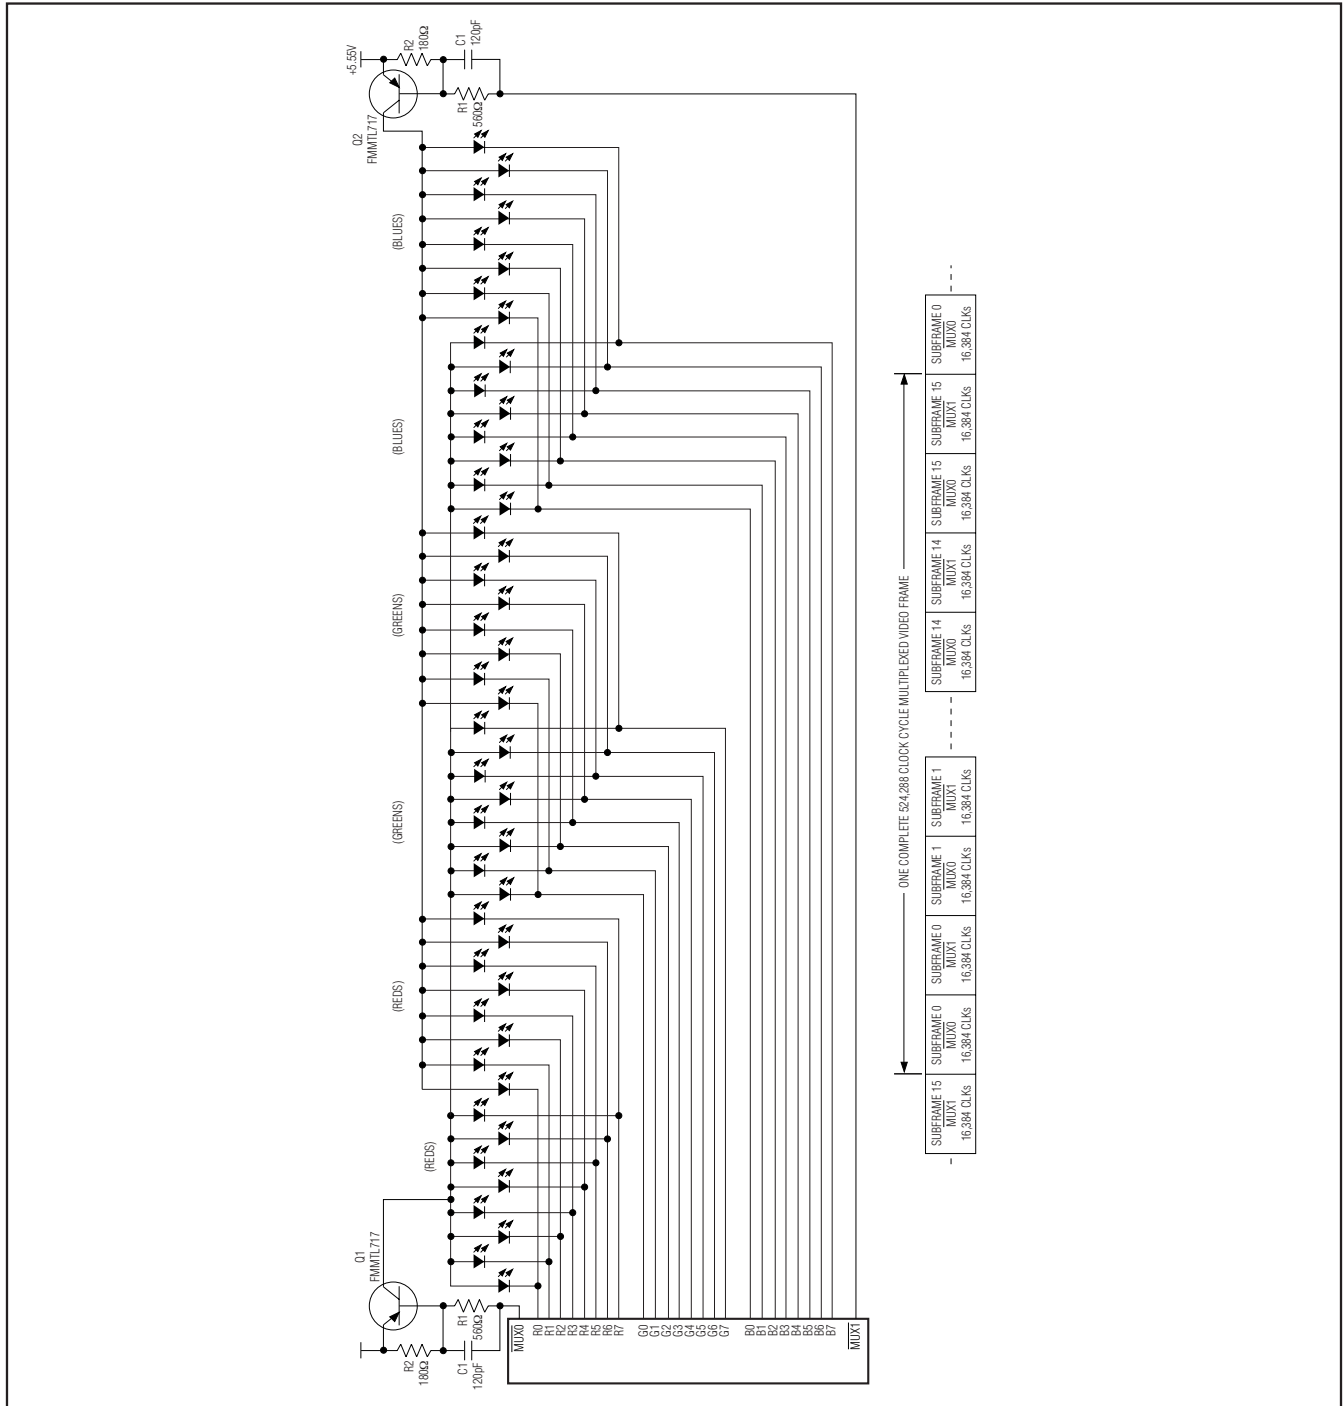 +5.55V
R2
180Ω
C1
120pF
R1
560Ω
Q2
FMMTL717
(BLUES)
(BLUES)
(GREENS)
(GREENS)
(REDS)
(REDS)
Q1
FMMTL717
R1
560Ω
R2
180Ω
C1
120pF
MUX0
R0
R1
R2
R3
R4
R5
R6
R7
G0
G1
G2
G3
G4
G5
G6
G7
B0
B1
B2
B3
B4
B5
B6
B7
MUX1
ONE COMPLETE 524,288 CLOCK CYCLE MULTIPLEXED VIDEO FRAME
SUBFRAME 15
MUX1
16,384 CLKs
SUBFRAME 0
MUX0
16,384 CLKs
SUBFRAME 0
MUX1
16,384 CLKs
SUBFRAME 1
MUX0
16,384 CLKs
SUBFRAME 1
MUX1
16,384 CLKs
SUBFRAME 14
MUX0
16,384 CLKs
SUBFRAME 14
MUX1
16,384 CLKs
SUBFRAME 15
MUX0
16,384 CLKs
SUBFRAME 15
MUX1
16,384 CLKs
SUBFRAME 0
MUX0
16,384 CLKs